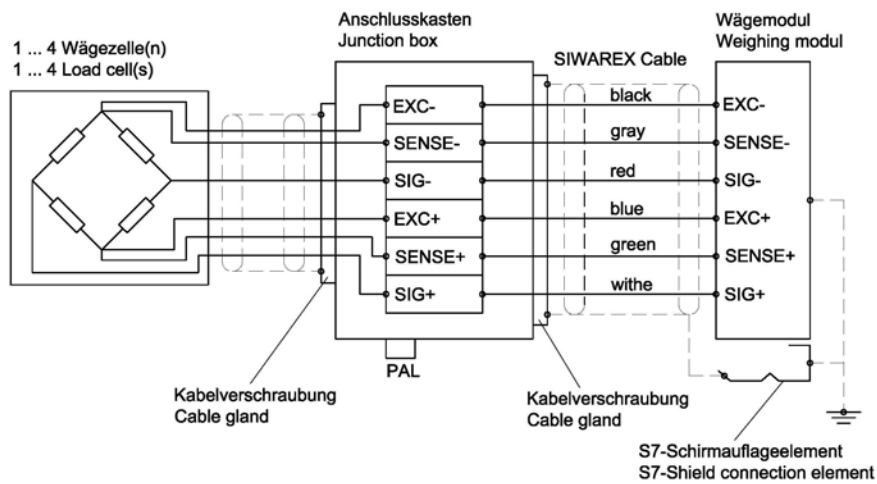 1 ... 4 Wägezelle(n)
1 ... 4 Load cell(s)
Anschlusskasten
Junction box
SIWAREX Cable
Wägemodul
Weighing modul
EXC-
SENSE-
SIG-
EXC+
SENSE+
SIG+
black
gray
red
blue
green
withe
EXC-
SENSE-
SIG-
EXC+
SENSE+
SIG+
PAL
Kabelverschraubung
Cable gland
Kabelverschraubung
Cable gland
S7-Schirmauflageelement
S7-Shield connection element